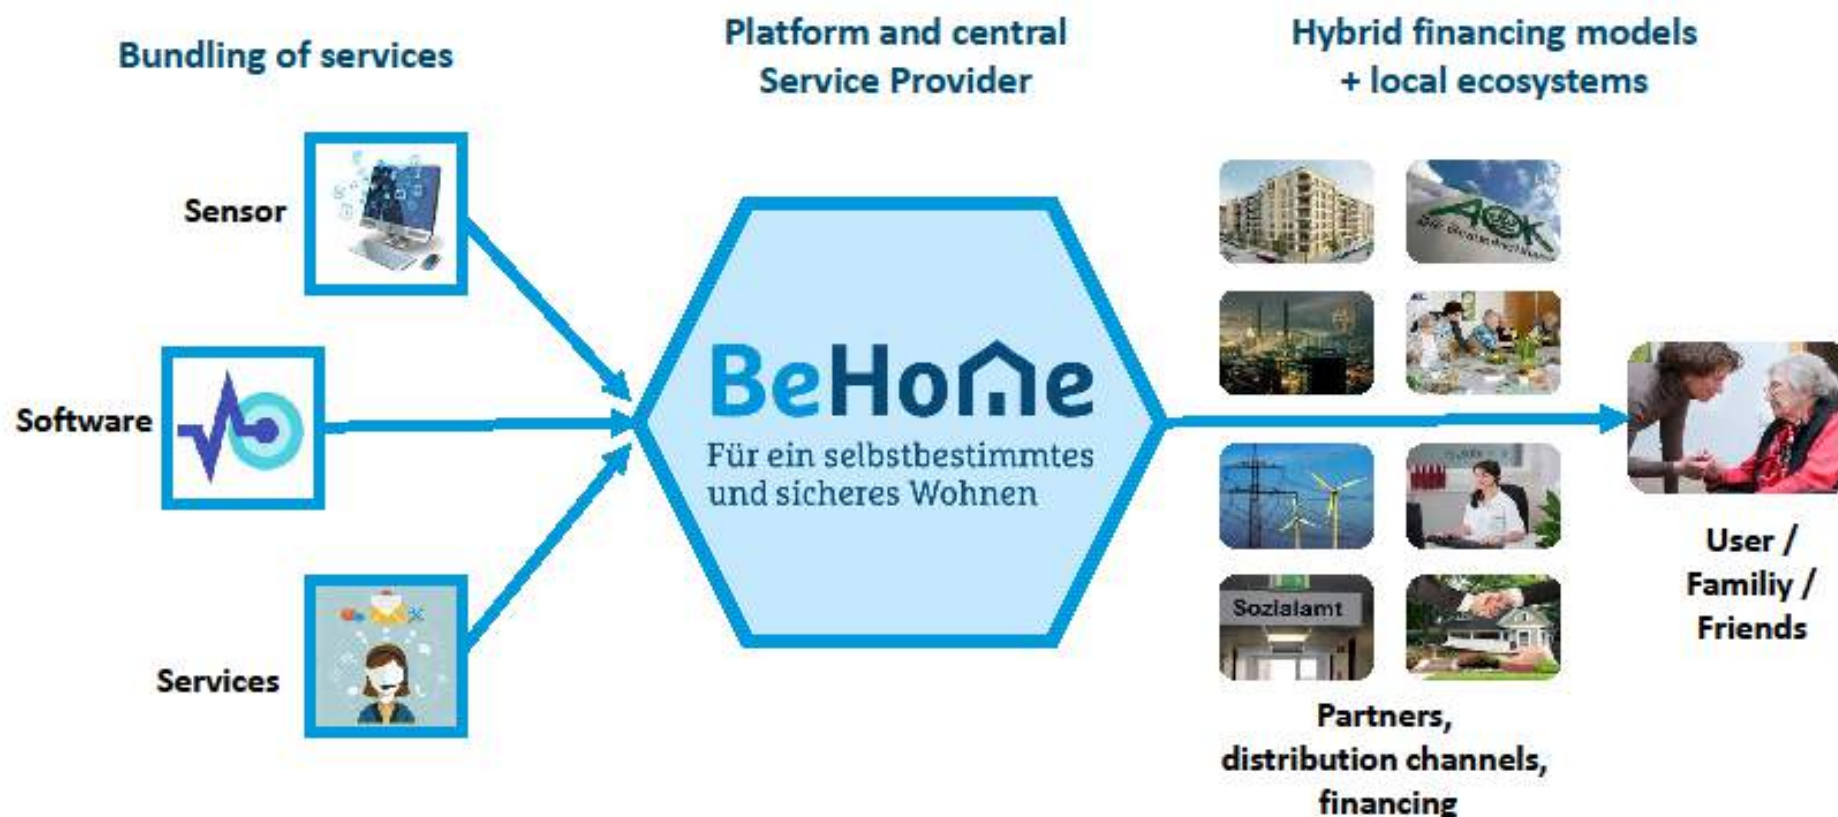 Bundling of services
Platform and central
Service Provider
Hybrid financing models
+ local ecosystems
Sensor
Software
Services
BeHome
Für ein selbstbestimmtes
und sicheres Wohnen
AOK
Sozialamt
Partners,
distribution channels,
financing
User /
Familiy /
Friends